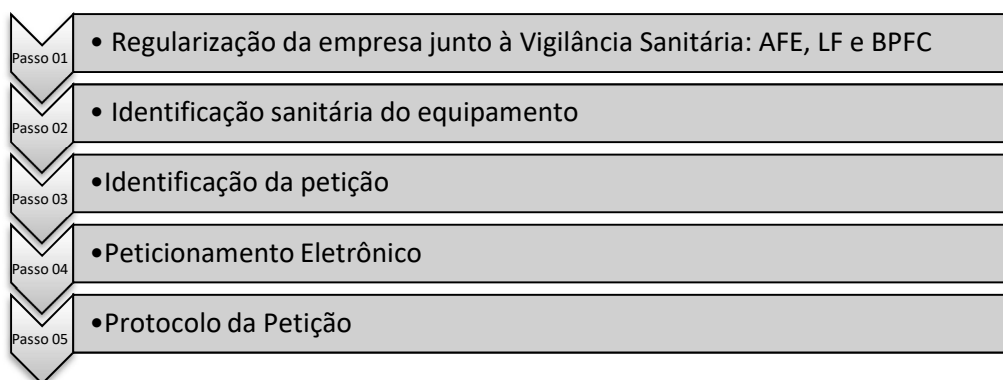 Passo 01
• Regularização da empresa junto à Vigilância Sanitária: AFE, LF e BPFC
Passo 02
• Identificação sanitária do equipamento
Passo 03
•Identificação da petição
Passo 04
•Peticionamento Eletrônico
Passo 05
•Protocolo da Petição